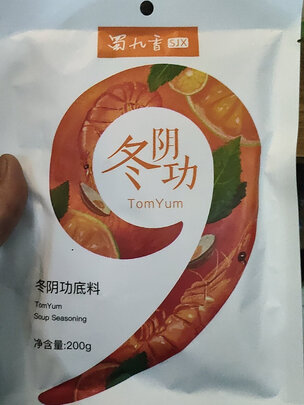 蜀九香 SJX
冬阴功
TomYum
冬阴功底料
TomYum
Soup Seasoning
净含量:200g